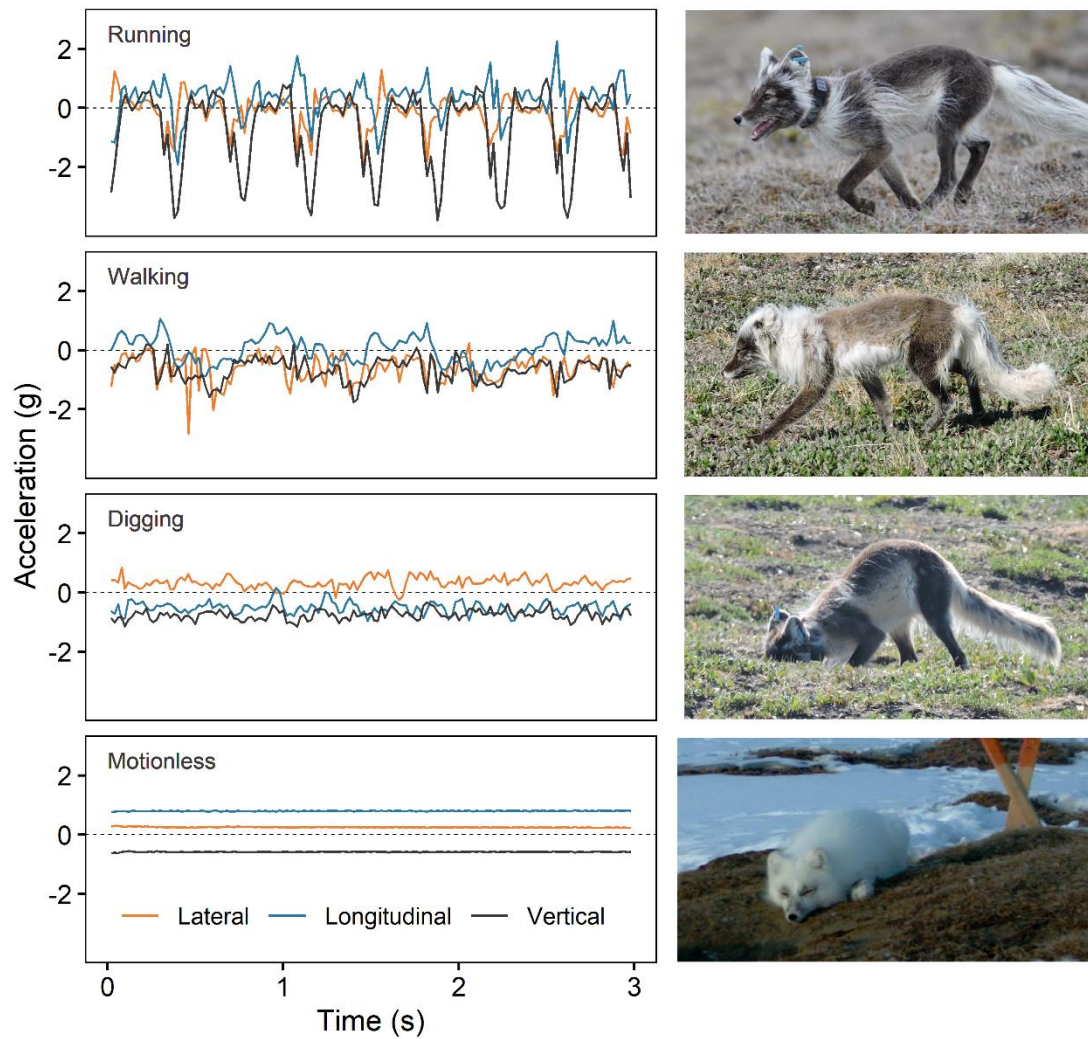 Running
2
0
-2
Walking
2
0
-2
Digging
2
0
-2
Motionless
2
0
-2
Lateral Longitudinal Vertical
0 1 2 3
Time (s)
Acceleration (g)